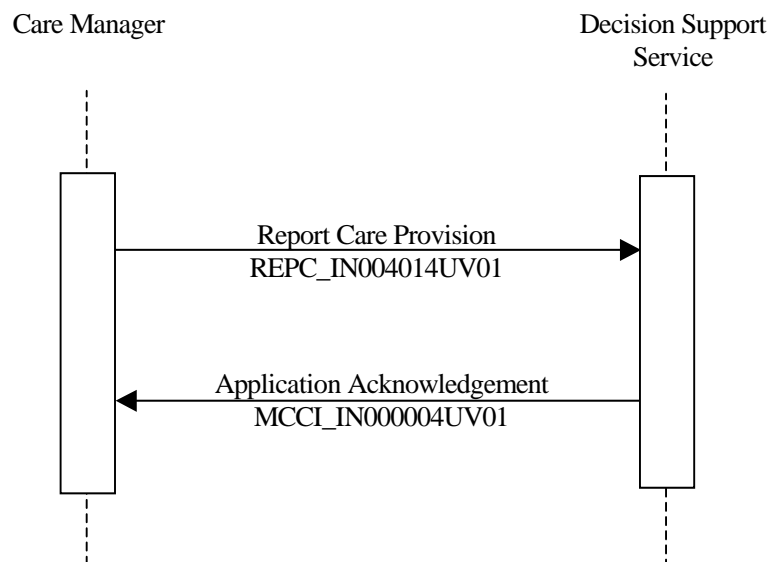 Care Manager
Decision Support
Service
Report Care Provision
REPC_IN004014UV01
Application Acknowledgement
MCCI_IN000004UV01